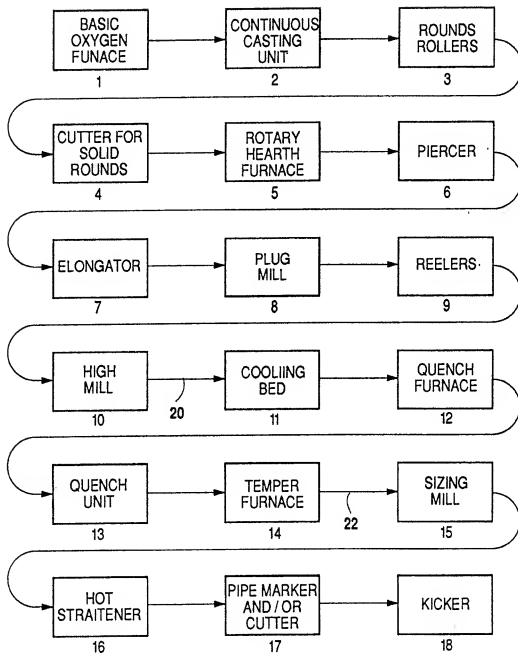 BASIC
OXYGEN
FUNACE
1
CONTINUOUS
CASTING
UNIT
2
ROUNDS
ROLLERS
3
CUTTER FOR
SOLID
ROUNDS
4
ROTARY
HEARTH
FURNACE
5
PIERCER
6
ELONGATOR
7
PLUG
MILL
8
REELERS
9
HIGH
MILL
10
20
COOLIING
BED
11
QUENCH
FURNACE
12
QUENCH
UNIT
13
TEMPER
FURNACE
14
22
SIZING
MILL
15
HOT
STRAITENER
16
PIPE MARKER
AND / OR
CUTTER
17
KICKER
18